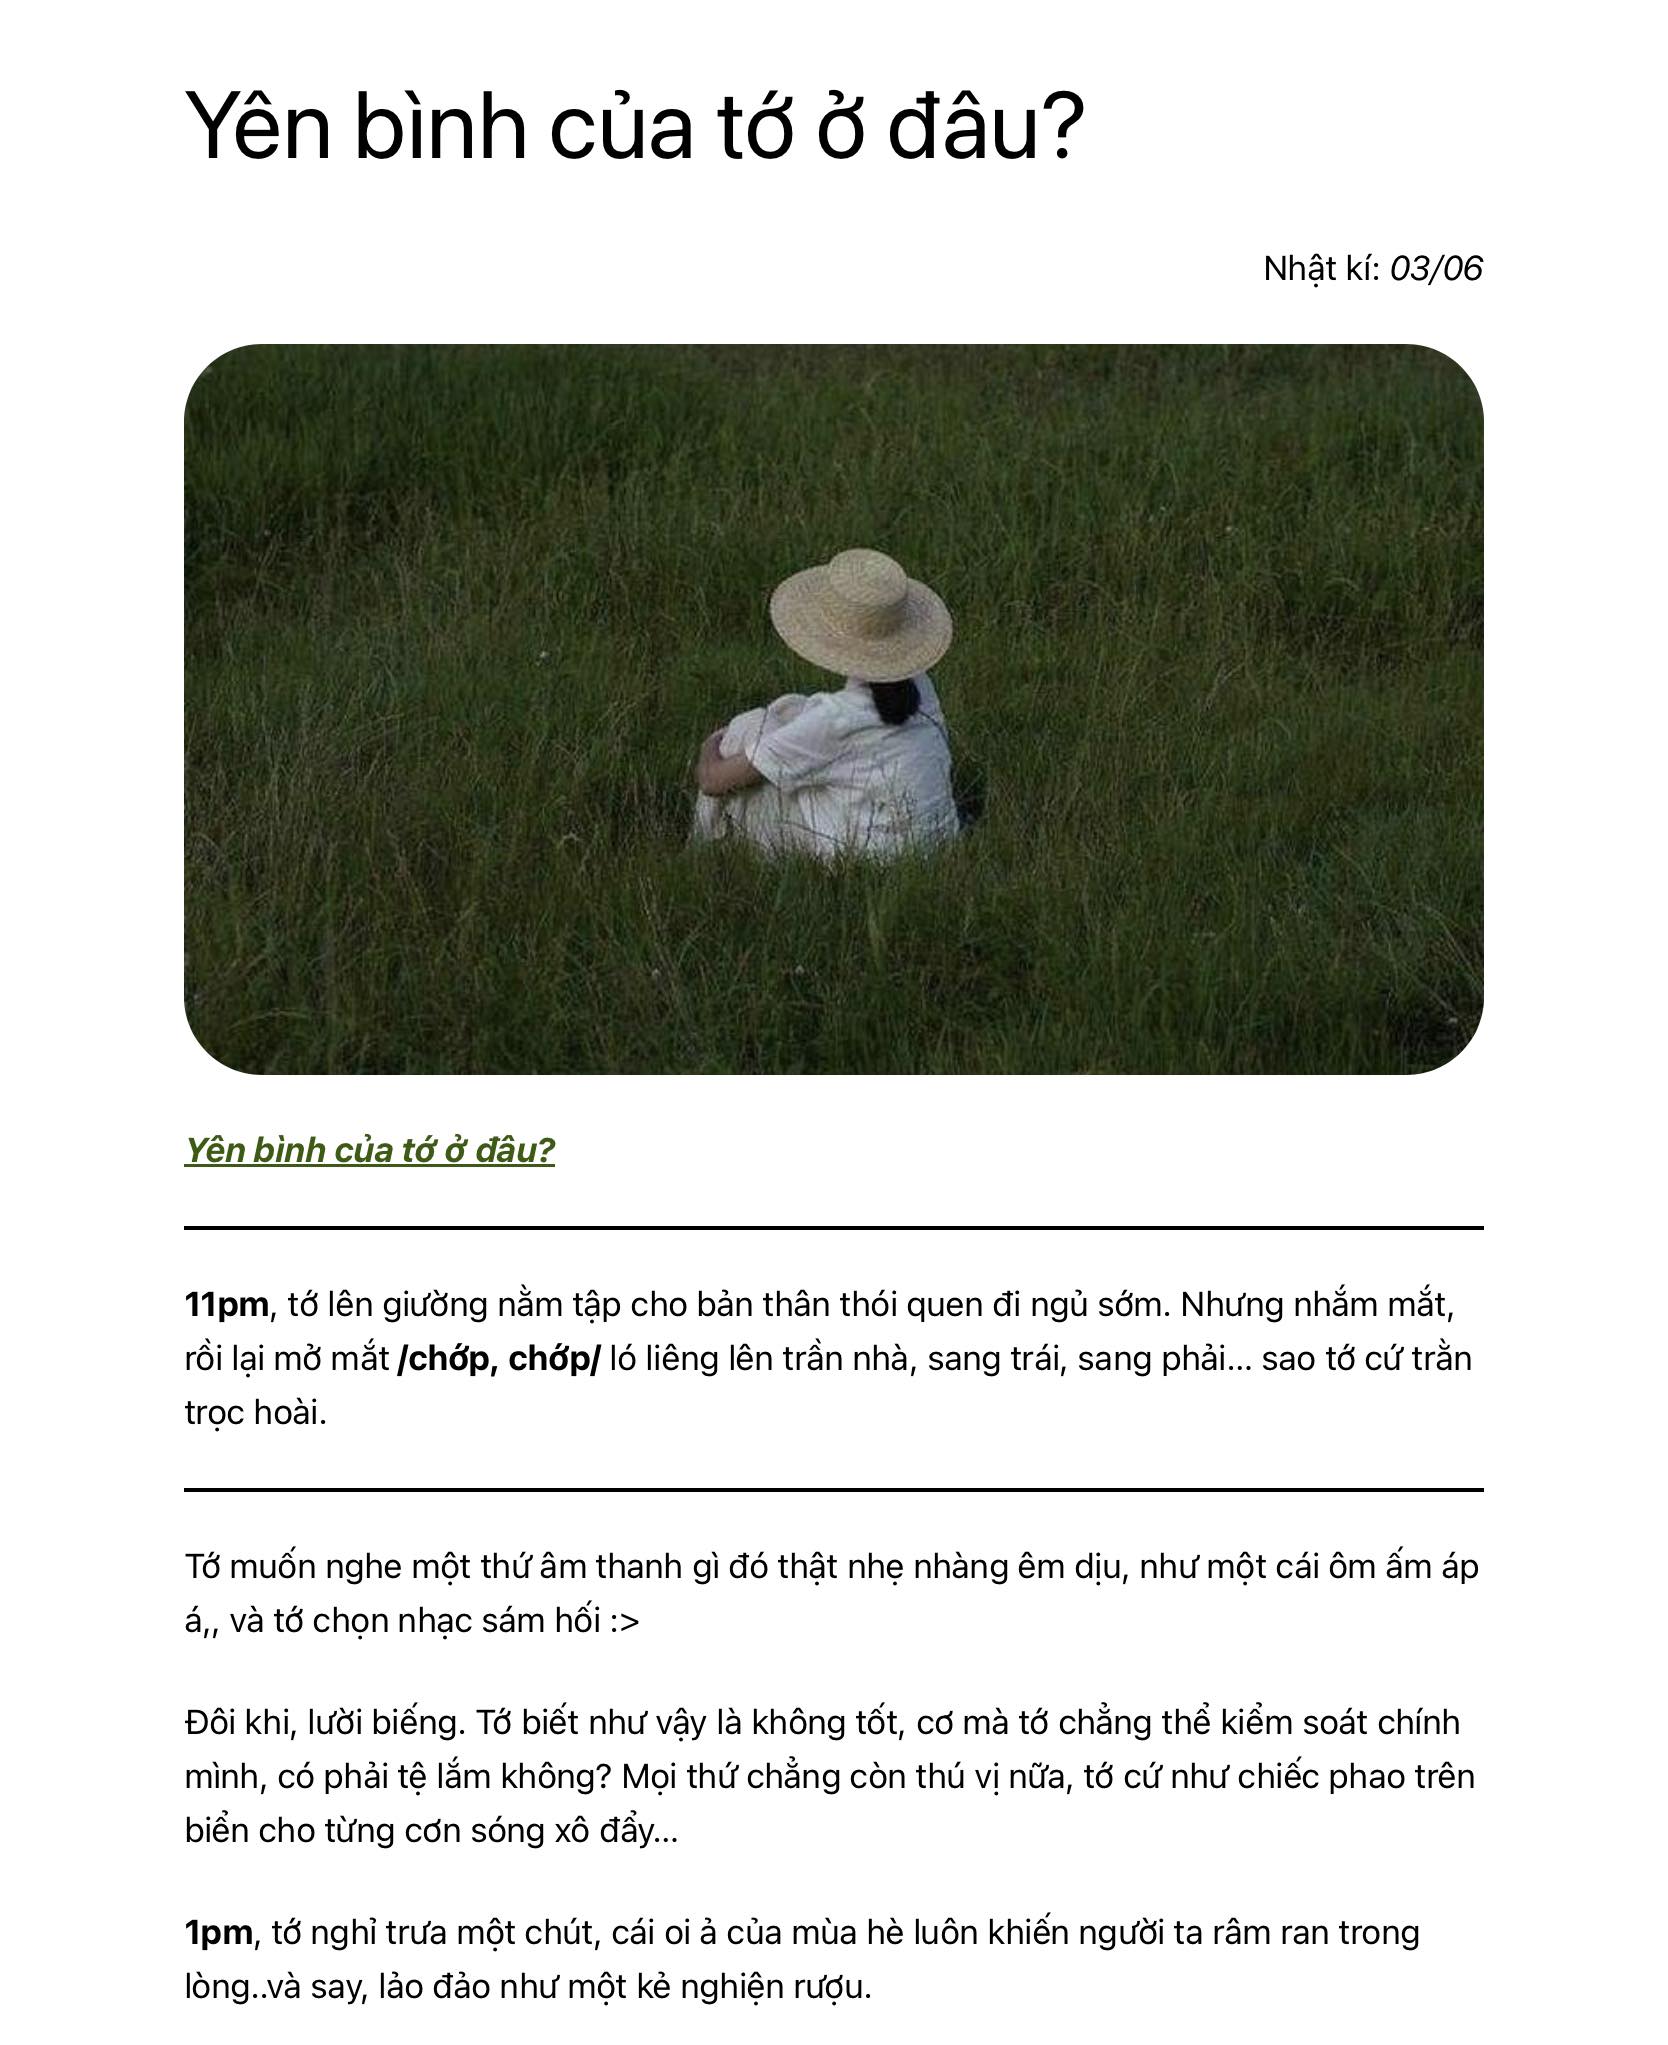 Yên bình của tớ ở đâu?
Nhật kí: 03/06
Yên bình của tớ ở đâu?
11pm, tớ lên giường nằm tập cho bản thân thói quen đi ngủ sớm. Nhưng nhắm mắt,
rồi lại mở mắt /chớp, chớp/ ló liêng lên trần nhà, sang trái, sang phải... sao tớ cứ trằn
trọc hoài.
Tớ muốn nghe một thứ âm thanh gì đó thật nhẹ nhàng êm dịu, như một cái ôm ấm áp
á,, và tớ chọn nhạc sám hối :>
Đôi khi, lười biếng. Tớ biết như vậy là không tốt, cơ mà tớ chẳng thể kiểm soát chính
mình, có phải tệ lắm không? Mọi thứ chẳng còn thú vị nữa, tớ cứ như chiếc phao trên
biển cho từng cơn sóng xô đẩy...
1pm, tớ nghỉ trưa một chút, cái oi ả của mùa hè luôn khiến người ta râm ran trong
lòng..và say, lảo đảo như một kẻ nghiện rượu.